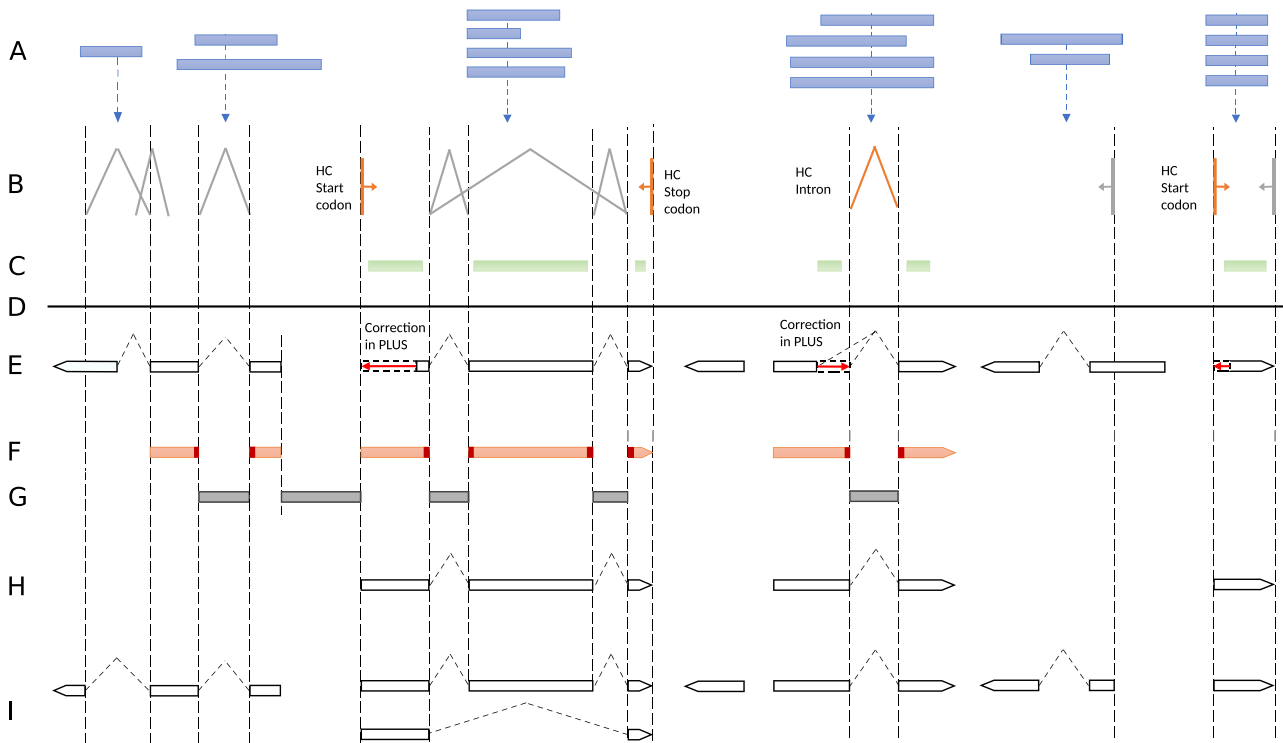 A
B
HC
Start
codon
HC
Stop
codon
HC
Intron
HC
Start
codon
C
D
E
Correction
in PLUS
Correction
in PLUS
F
G
H
I